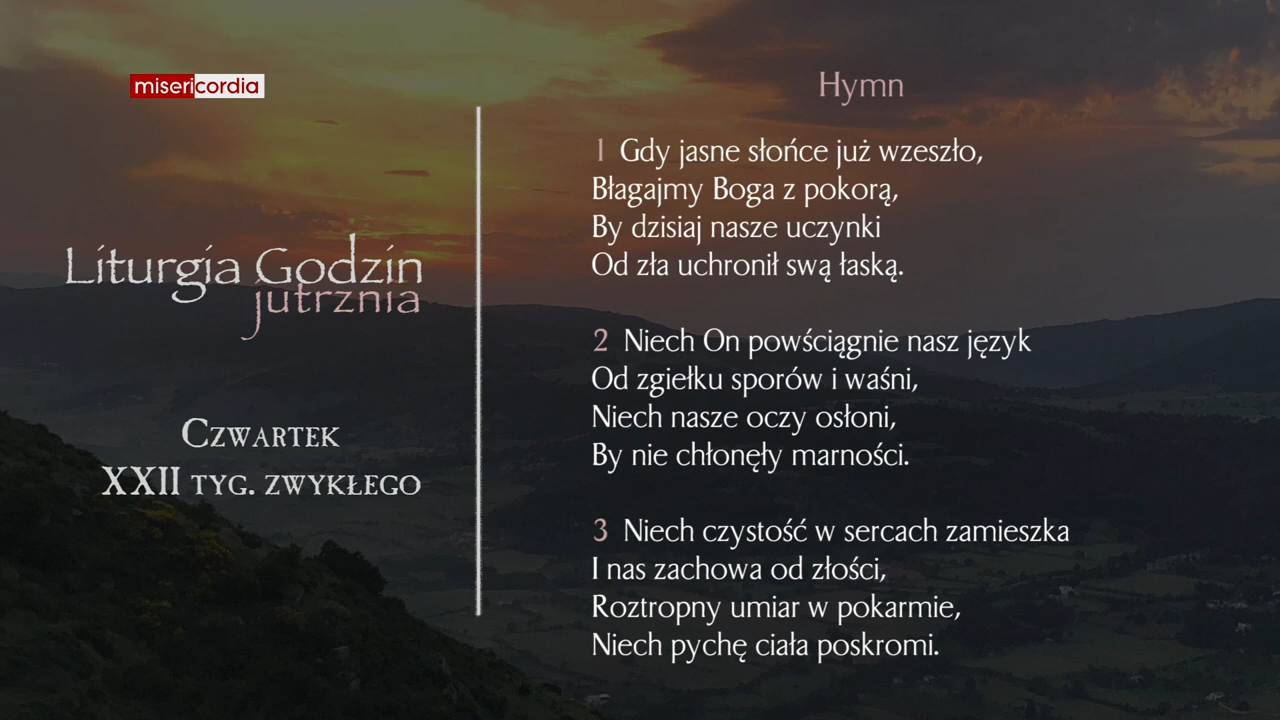 misericordia
Liturgia Godzin
jutrznia
Czwartek
XXII tyg. zwykłego
Hymn
1 Gdy jasne słońce już wzeszło,
Błagajmy Boga z pokorą,
By dzisiaj nasze uczynki
Od zła uchronił swą łaską.
2 Niech On powściągnie nasz język
Od zgiełku sporów i waśni,
Niech nasze oczy osłoni,
By nie chłonęły marności.
3 Niech czystość w sercach zamieszka
I nas zachowa od złości,
Roztropny umiar w pokarmie,
Niech pychę ciała poskromi.